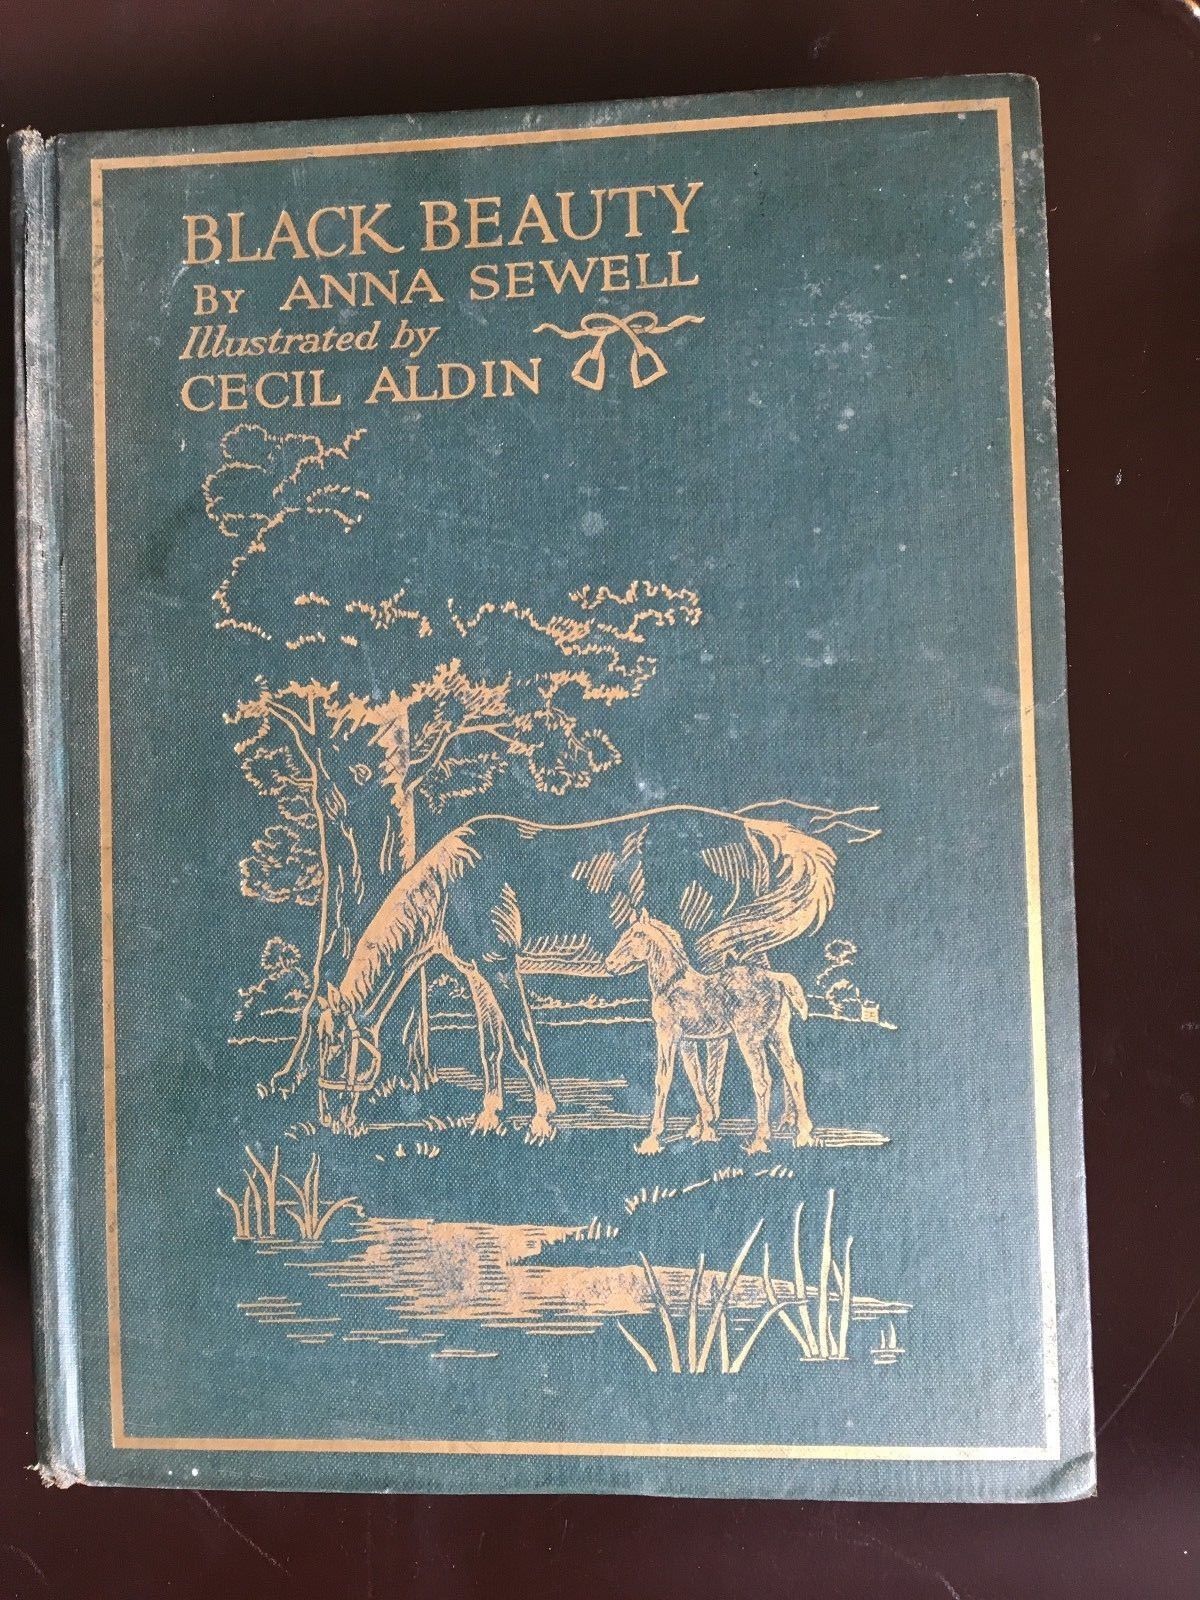 BLACK BEAUTY
BY ANNA SEWELL
Illustrated by
CECIL ALDIN